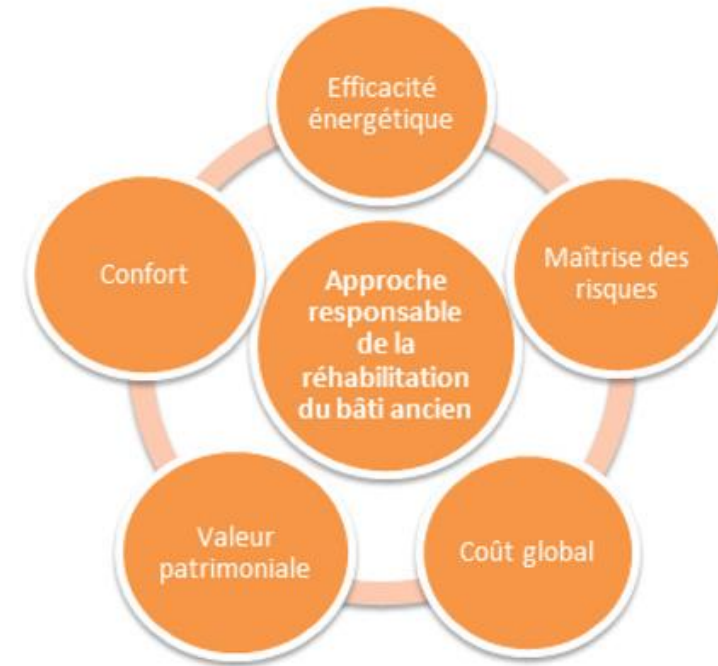 Efficacité
énergétique
Maîtrise des
risques
Confort
Approche
responsable
de la
réhabilitation
du bâti ancien
Valeur
patrimoniale
Coût global